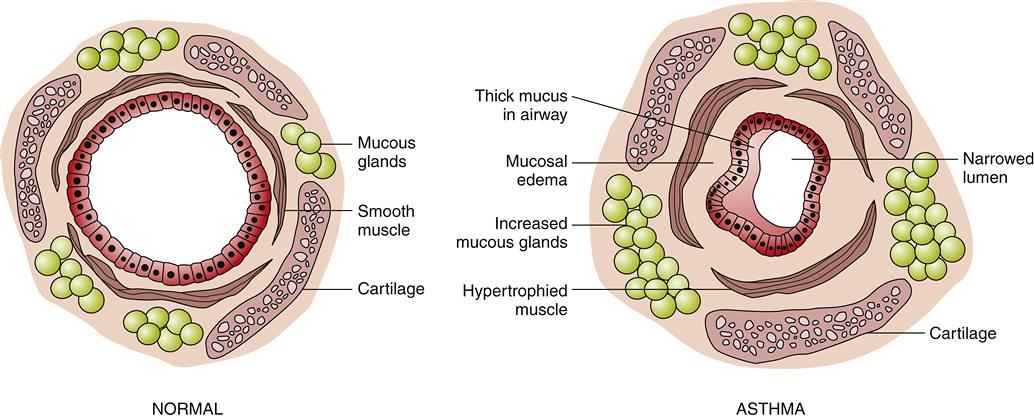 Mucous
glands
Smooth
muscle
Cartilage
NORMAL
Thick mucus
in airway
Mucosal
edema
Increased
mucous glands
Hypertrophied
muscle
Narrowed
lumen
Cartilage
ASTHMA